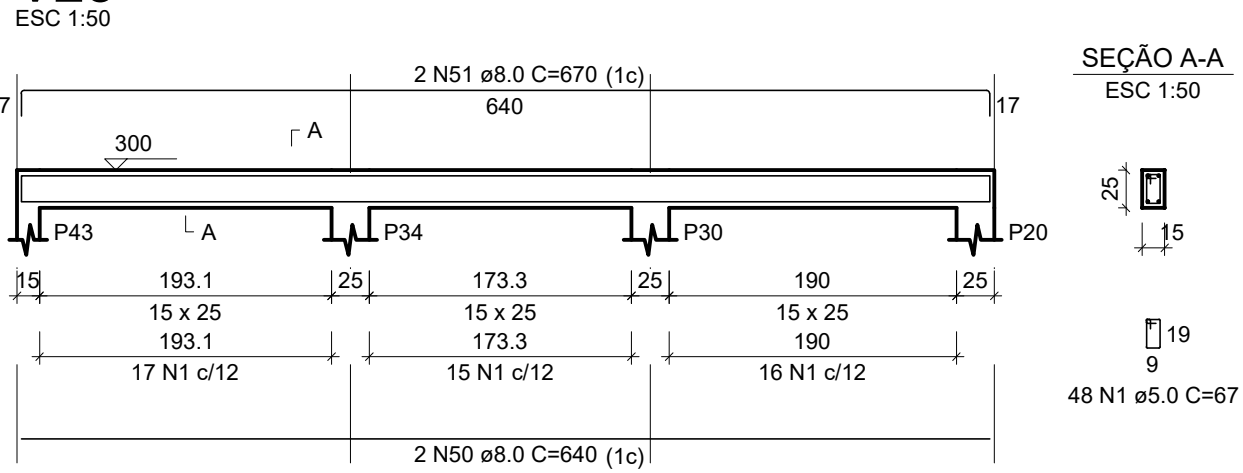 ESC 1:50
2 N51 ø8.0 C=670 (1c)
640
17
SEÇÃO A-A
ESC 1:50
A
300
25
15
A
P43
P34
P30
P20
15
193.1
25
173.3
25
190
25
15 x 25
15 x 25
15 x 25
193.1
173.3
190
17 N1 c/12
15 N1 c/12
16 N1 c/12
19
9
48 N1 ø5.0 C=67
2 N50 ø8.0 C=640 (1c)